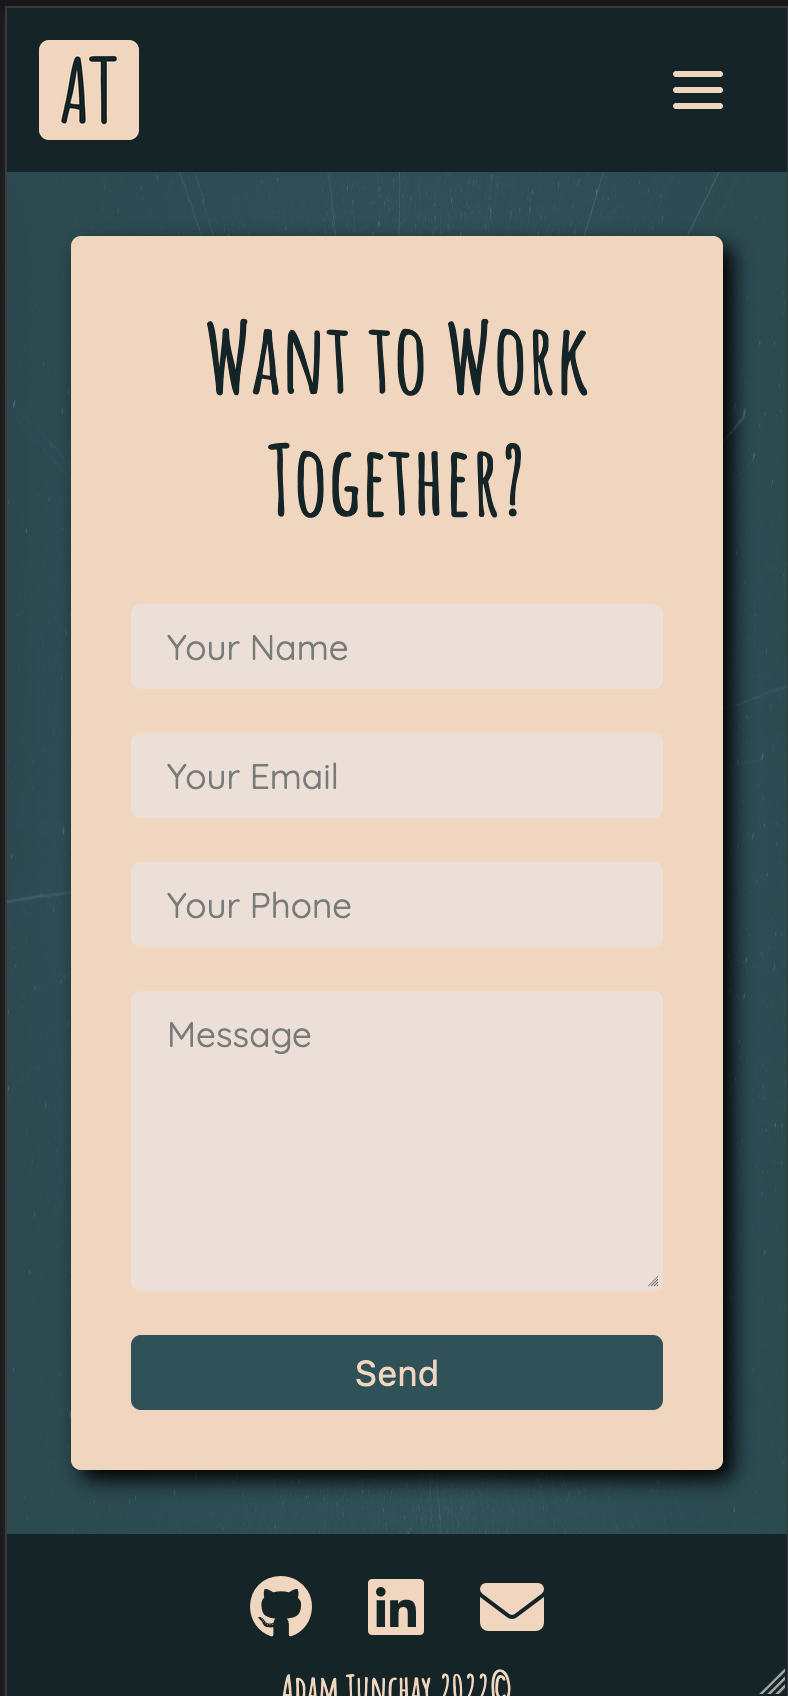 AT
Want to Work
Together?
Your Name
Your Email
Your Phone
Message
Send
in
Adam Tunchay 2022©